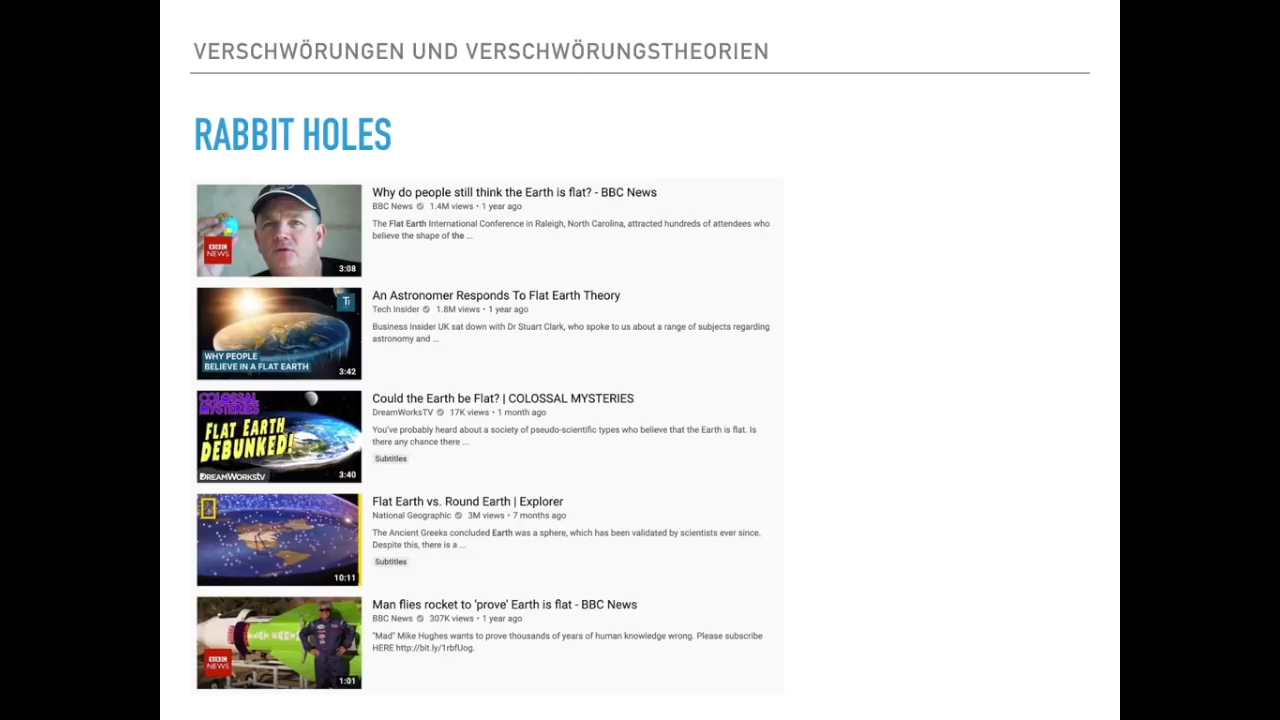 VERSCHWÖRUNGEN UND VERSCHWÖRUNGSTHEORIEN
RABBIT HOLES
BBC
NEWS
3:08
Why do people still think the Earth is flat? - BBC News
BBC News 1.4M views • 1 year ago
The Flat Earth International Conference in Raleigh, North Carolina, attracted hundreds of attendees who
believe the shape of the ...
TI
WHY PEOPLE
BELIEVE IN A FLAT EARTH
3:42
An Astronomer Responds To Flat Earth Theory
Tech Insider 1.8M views • 1 year ago
Business Insider UK sat down with Dr Stuart Clark, who spoke to us about a range of subjects regarding
astronomy and ...
COLOSSAL
MYSTERIES
FLAT EARTH
DEBUNKED!
DREAMWORKSTV
3:40
Could the Earth be Flat? | COLOSSAL MYSTERIES
DreamWorksTV 17K views • 1 month ago
You've probably heard about a society of pseudo-scientific types who believe that the Earth is flat. Is
there any chance there ...
Subtitles
10:11
Flat Earth vs. Round Earth | Explorer
National Geographic 3M views • 7 months ago
The Ancient Greeks concluded Earth was a sphere, which has been validated by scientists ever since.
Despite this, there is a ...
Subtitles
BBC
NEWS
1:01
Man flies rocket to 'prove' Earth is flat - BBC News
BBC News 307K views • 1 year ago
"Mad" Mike Hughes wants to prove thousands of years of human knowledge wrong. Please subscribe
HERE http://bit.ly/1rbfUog.